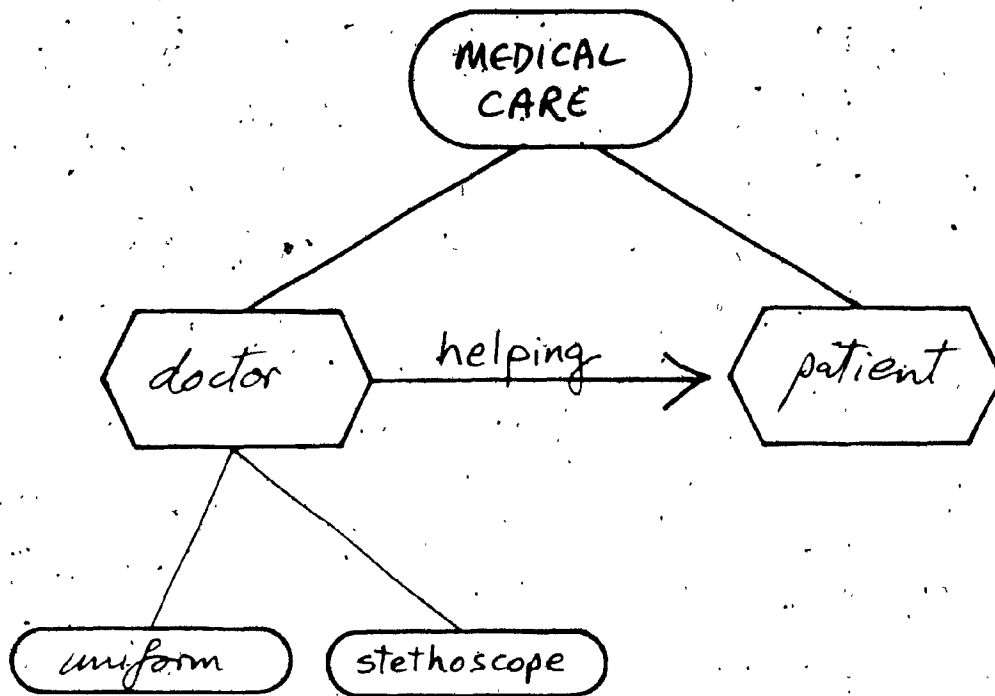 MEDICAL
CARE
doctor
helping
patient
uniform
stethoscope